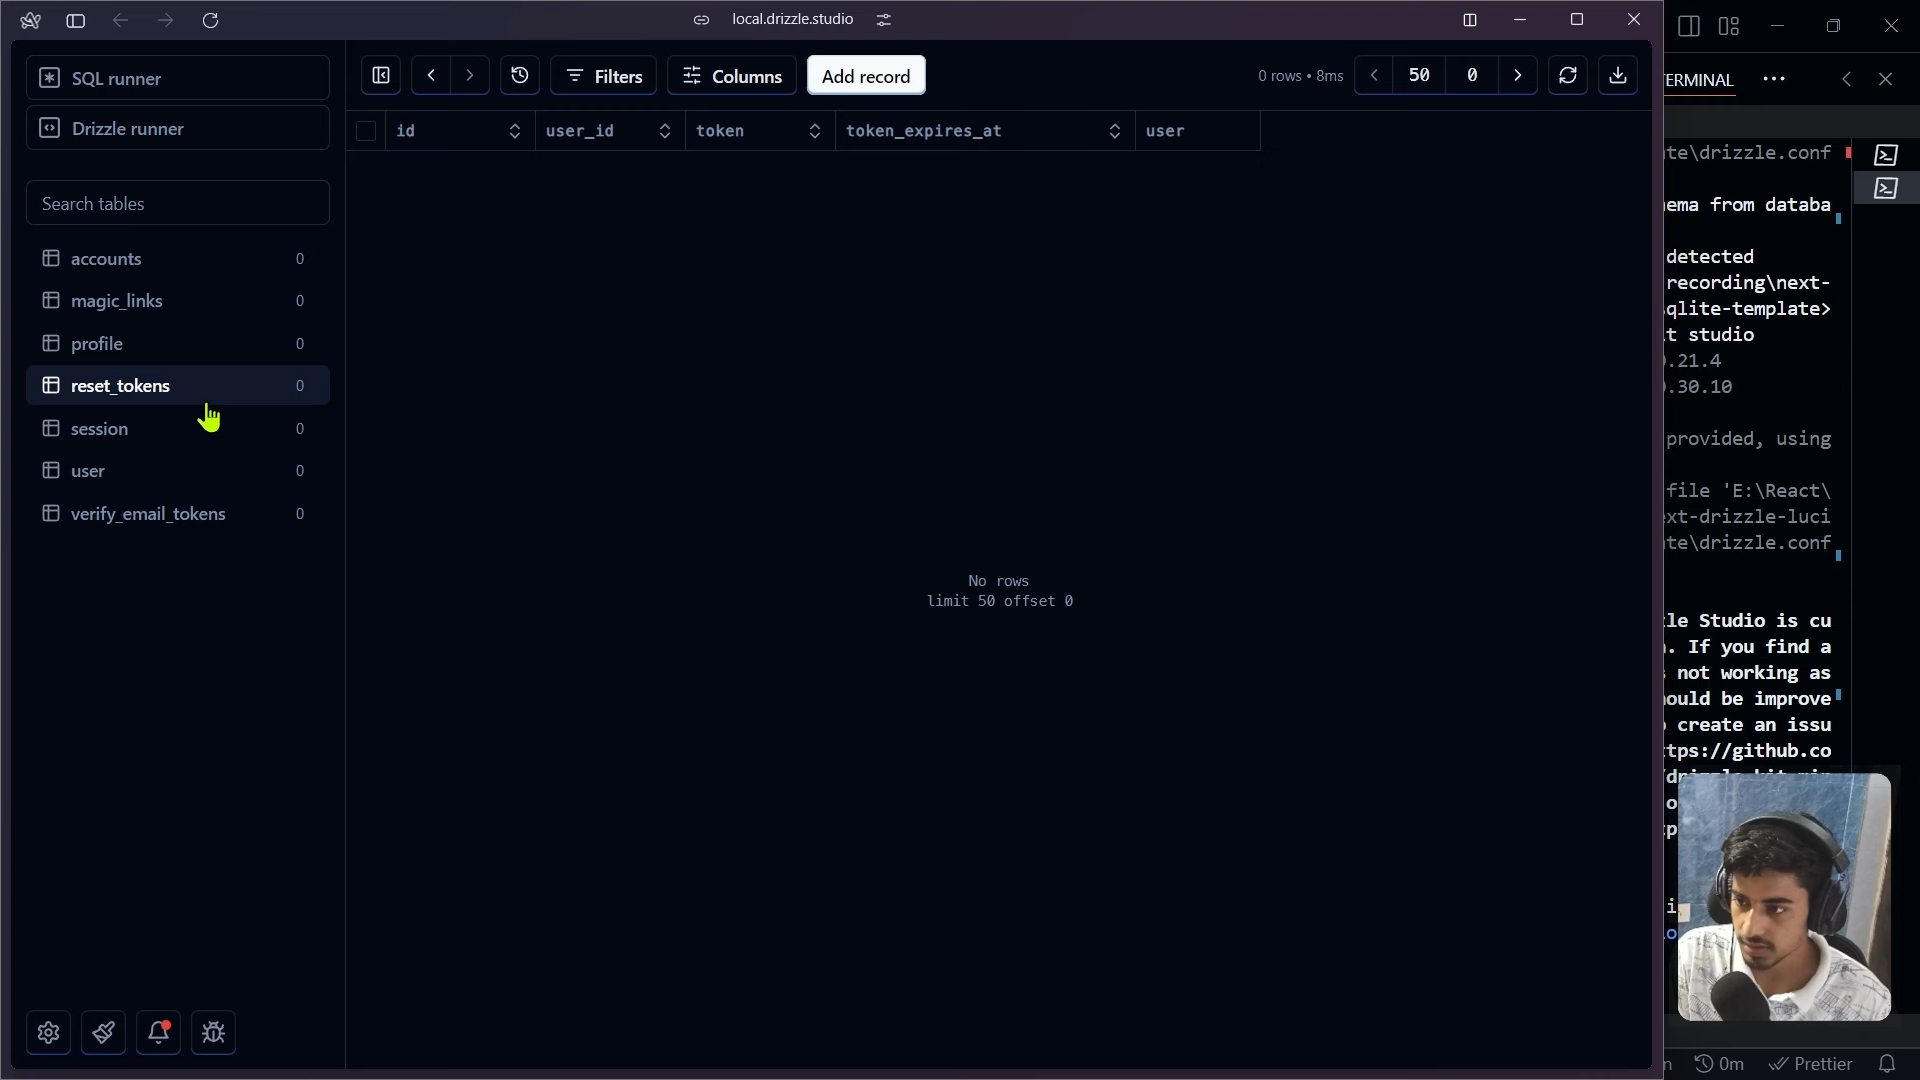 local.drizzle.studio
SQL runner
Drizzle runner
Search tables
accounts 0
magic_links 0
profile 0
reset_tokens 0
session 0
user 0
verify_email_tokens 0
Filters
Columns
Add record
0 rows • 8ms
50
0
id
user_id
token
token_expires_at
user
No rows
limit 50 offset 0
ERMINAL
te\drizzle.conf
ema from databa
detected
recording\next-
qlite-template>
t studio
.21.4
.30.10
provided, using
file 'E:\React\
xt-drizzle-luci
te\drizzle.conf
le Studio is cu
. If you find a
not working as
ould be improve
create an issu
tps://github.co
0m
Prettier